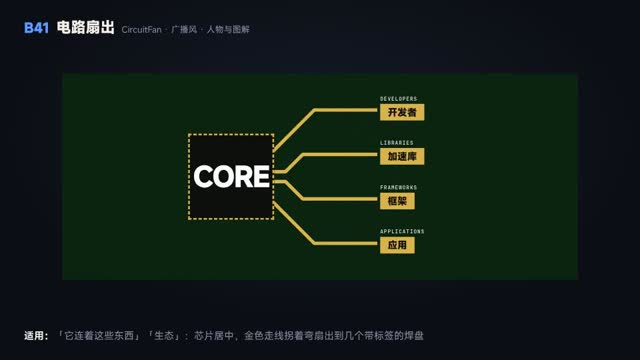 B41 电路扇出 CircuitFan · 广播风 · 人物与图解
DEVELOPERS
开发者
LIBRARIES
加速库
CORE
FRAMEWORKS
框架
APPLICATIONS
应用
适用：「它连着这些东西」「生态」：芯片居中，金色走线拐着弯扇出到几个带标签的焊盘